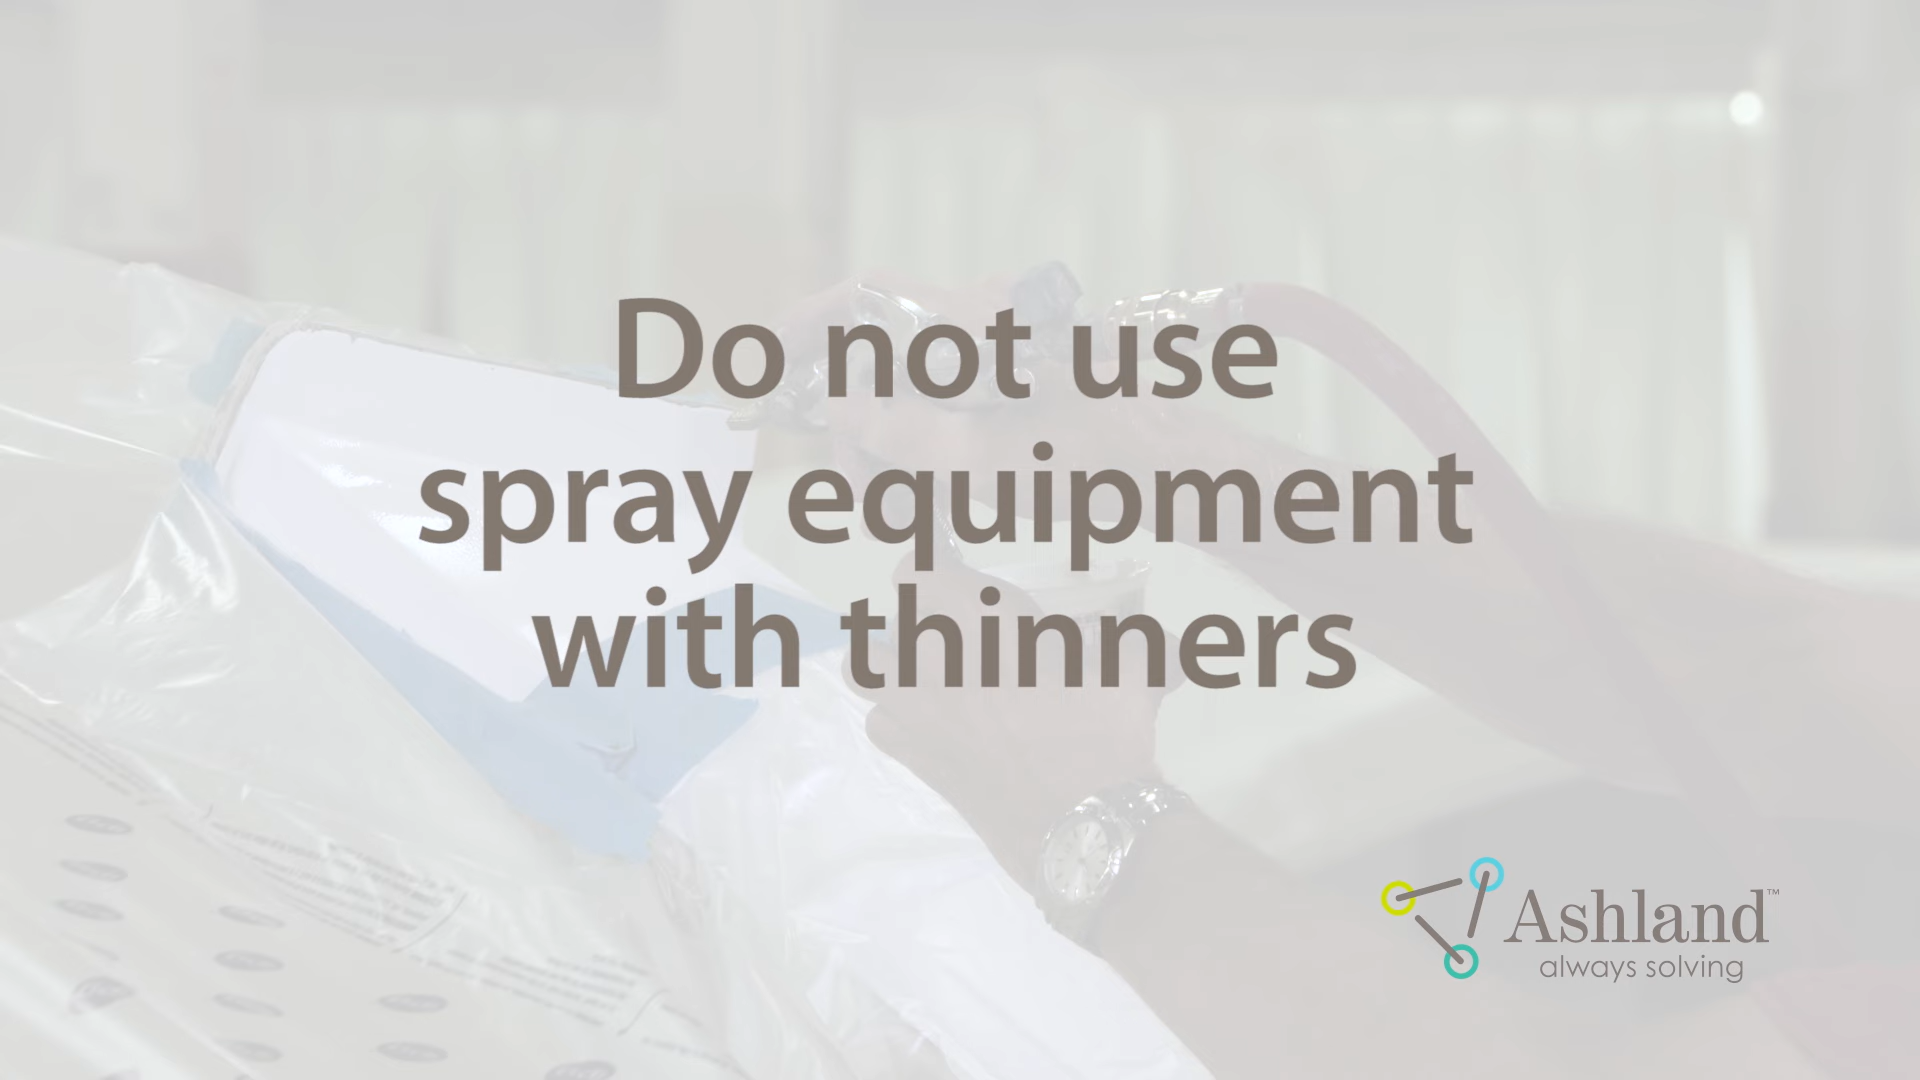 Do not use
spray equipment
with thinners
Ashland™
always solving